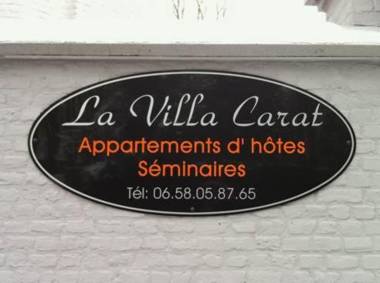 La Villa Carat
Appartements d' hôtes
Séminaires
Tél: 06.58.05.87.65